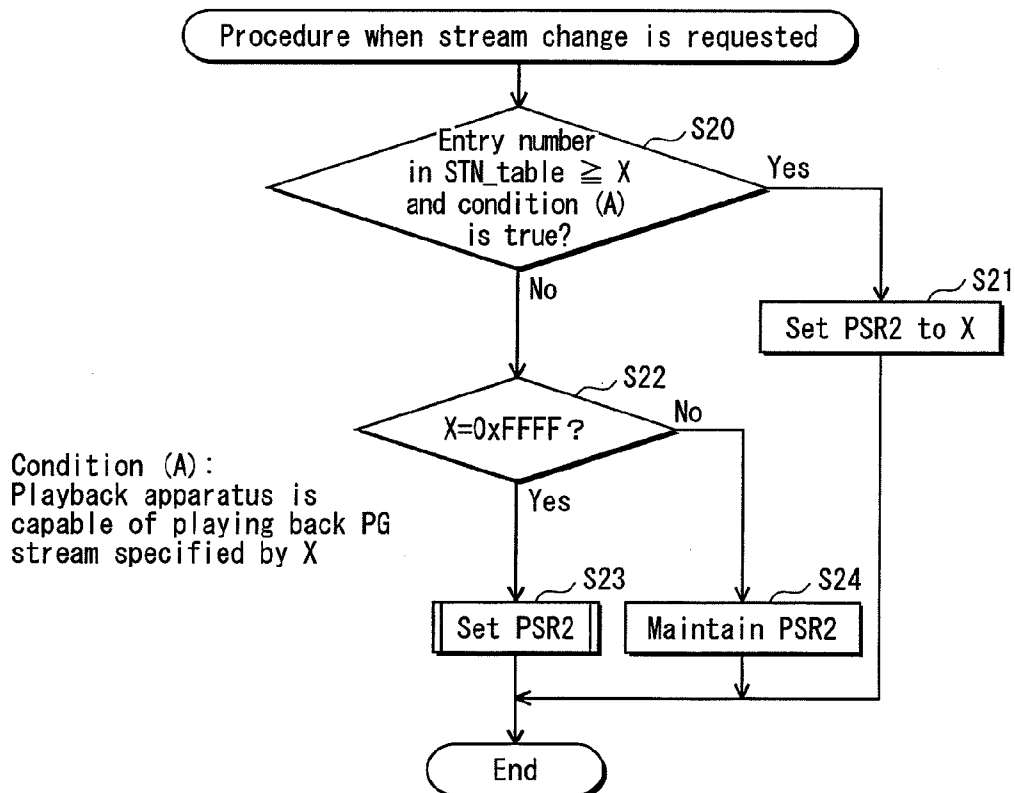 Procedure when stream change is requested
S20
Entry number
in STN_table ≧ X
and condition (A)
is true?
Yes
No
S21
Set PSR2 to X
S22
X=0xFFFF?
No
Yes
Condition (A):
Playback apparatus is
capable of playing back PG
stream specified by X
S23
Set PSR2
S24
Maintain PSR2
End